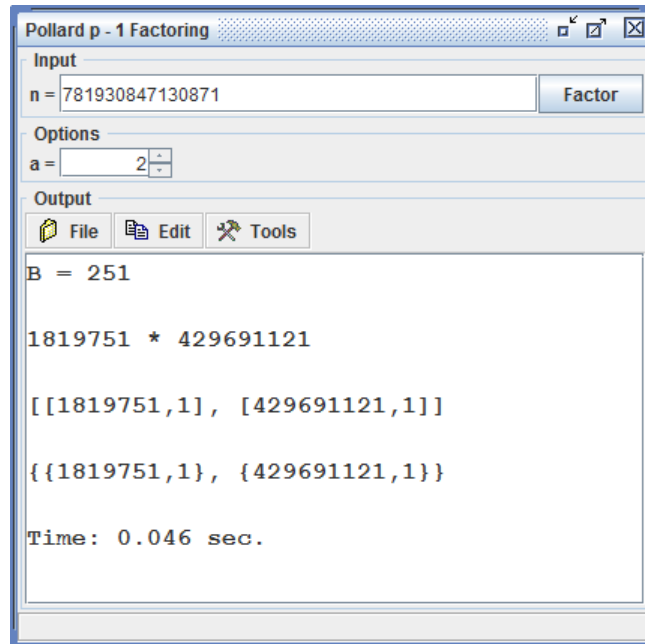 Pollard p - 1 Factoring
Input
n = 781930847130871 Factor
Options
a = 2
Output
File Edit Tools
B = 251
1819751 * 429691121
[[1819751,1], [429691121,1]]
{{1819751,1}, {429691121,1}}
Time: 0.046 sec.